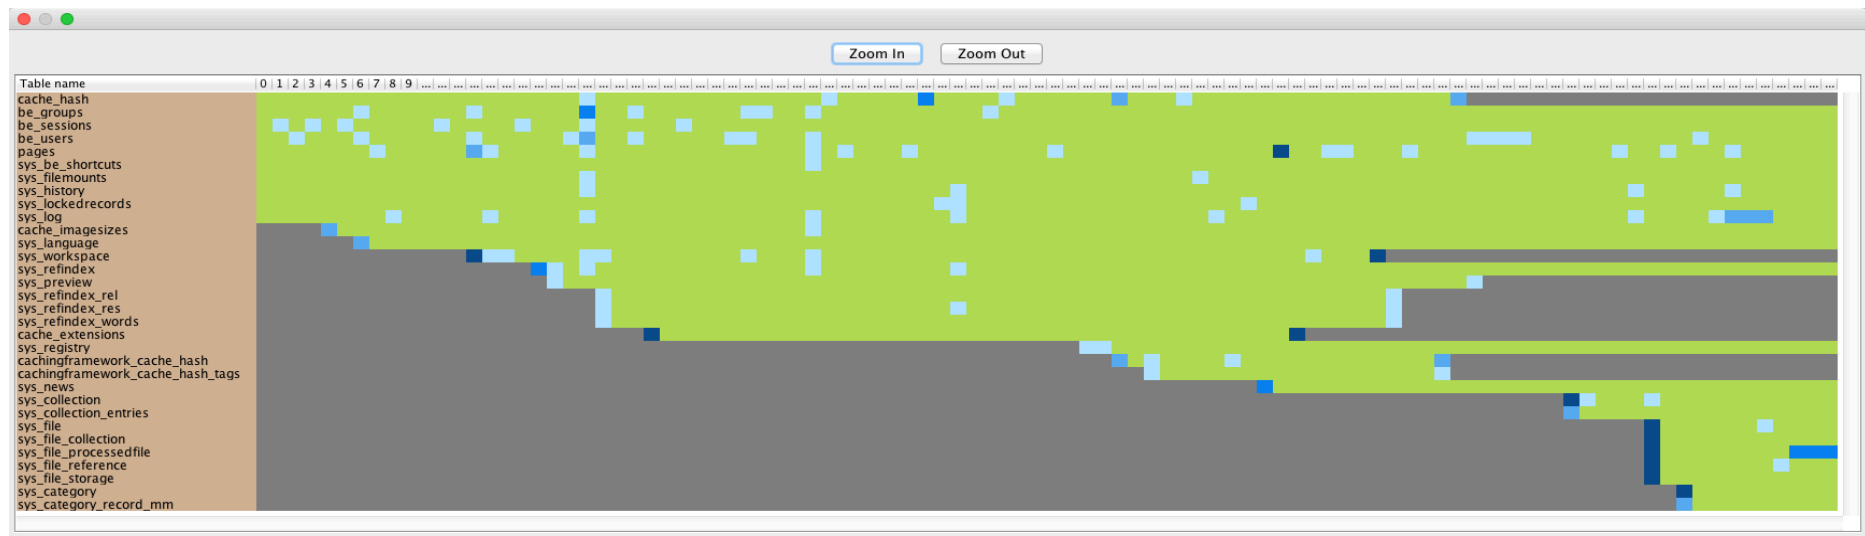 Zoom In Zoom Out
Table name 0 1 2 3 4 5 6 7 8 9 ... ... ... ... ... ... ... ... ... ... ... ... ... ... ... ... ... ... ... ... ... ... ... ... ... ... ... ... ... ... ... ... ... ... ... ... ... ... ... ... ... ... ... ... ... ... ... ... ... ... ... ... ... ... ... ... ... ... ... ... ... ... ... ... ... ... ... ... ... ... ... ... ... ... ... ... ... ... ... ... ... ... ... ... ... ... ... ...
cache_hash
be_groups
be_sessions
be_users
pages
sys_be_shortcuts
sys_filemounts
sys_history
sys_lockedrecords
sys_log
cache_imagesizes
sys_language
sys_workspace
sys_refindex
sys_preview
sys_refindex_rel
sys_refindex_res
sys_refindex_words
cache_extensions
sys_registry
cachingframework_cache_hash
cachingframework_cache_hash_tags
sys_news
sys_collection
sys_collection_entries
sys_file
sys_file_collection
sys_file_processedfile
sys_file_reference
sys_file_storage
sys_category
sys_category_record_mm